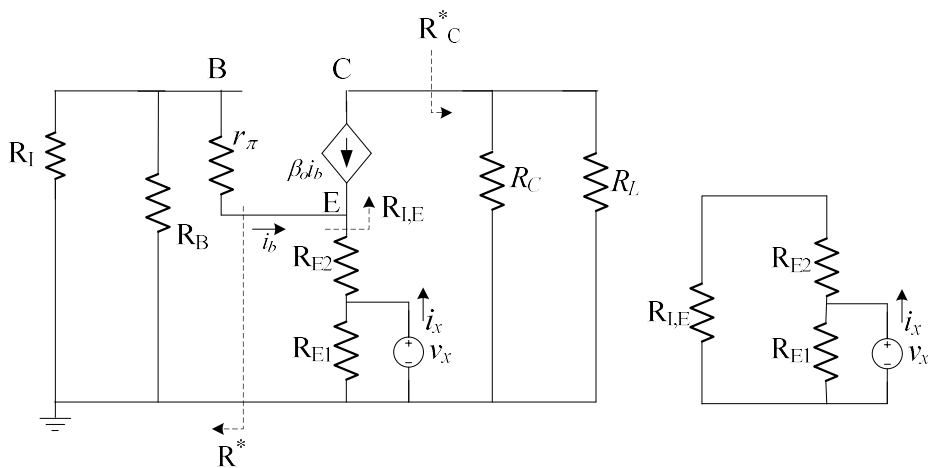 R*C
B
C
RI
rπ
βoib
RC
RL
E
RI,E
RB
ib
RE2
ix
RE1
+
−
vx
R*
RE2
RI,E
ix
RE1
+
−
vx